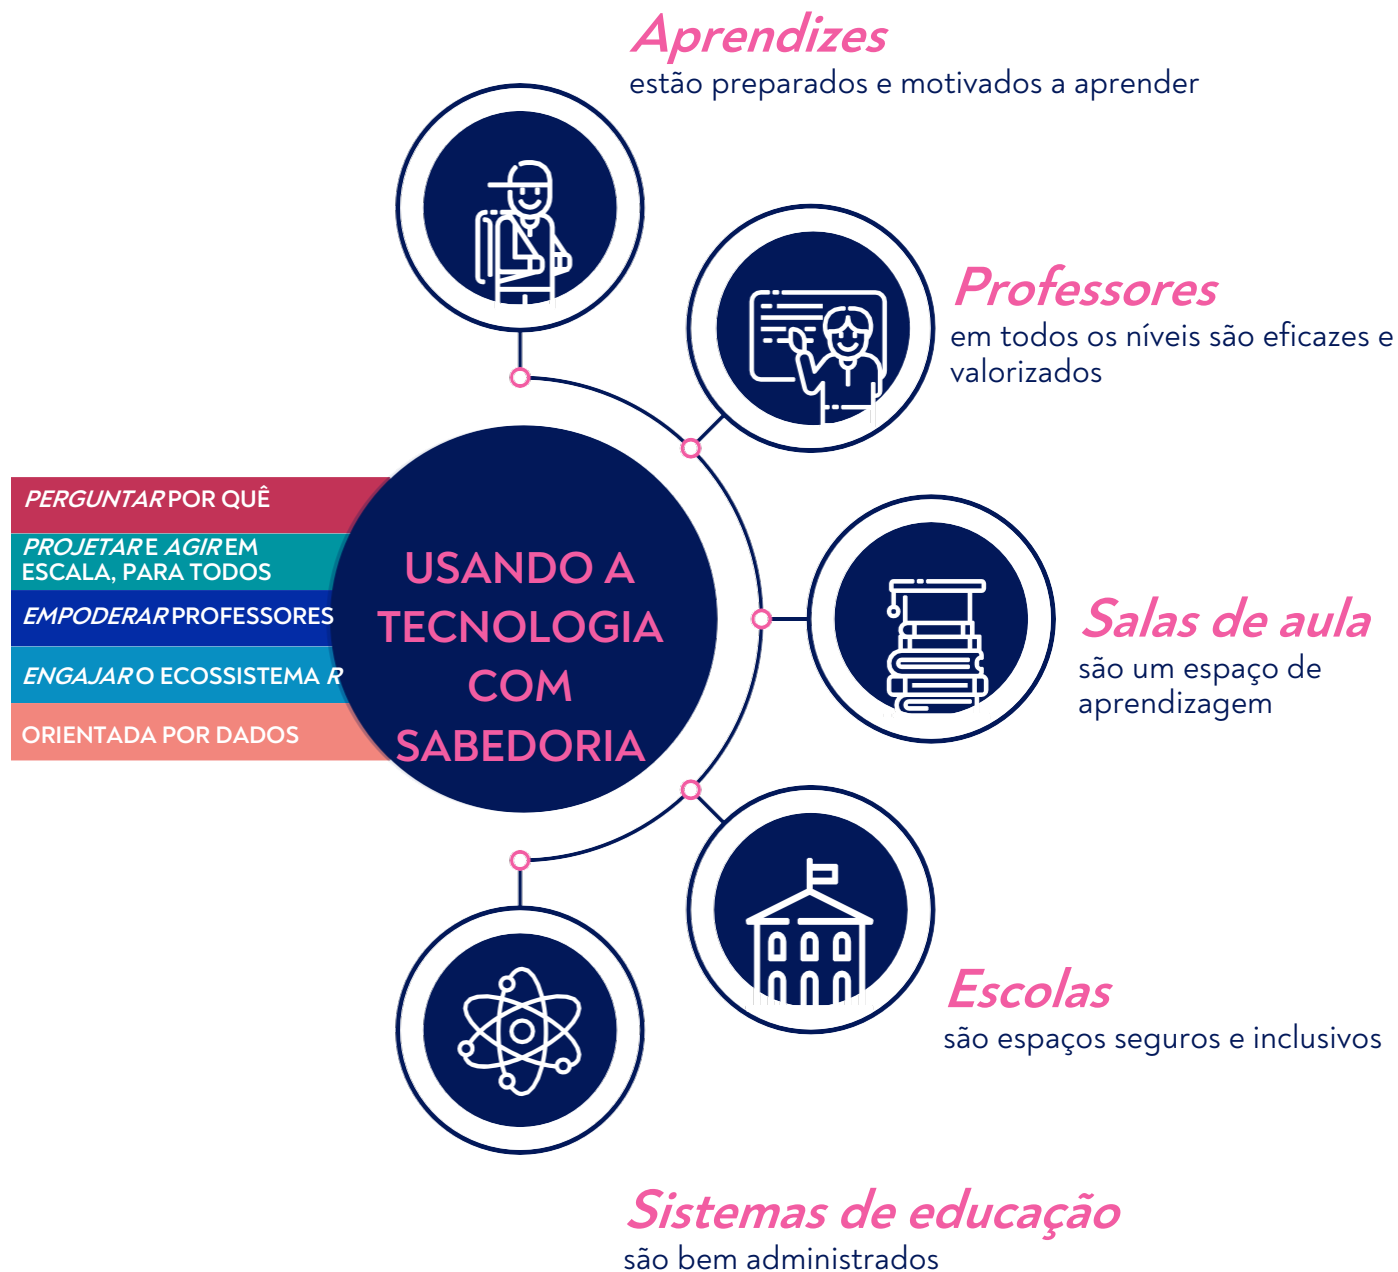 Aprendizes
estão preparados e motivados a aprender
Professores
em todos os níveis são eficazes e
valorizados
PERGUNTAR POR QUÊ
PROJETAR E AGIR EM
ESCALA, PARA TODOS
EMPODERAR PROFESSORES
ENGAJAR O ECOSSISTEMA R
ORIENTADA POR DADOS
USANDO A
TECNOLOGIA
COM
SABEDORIA
Salas de aula
são um espaço de
aprendizagem
Escolas
são espaços seguros e inclusivos
Sistemas de educação
são bem administrados